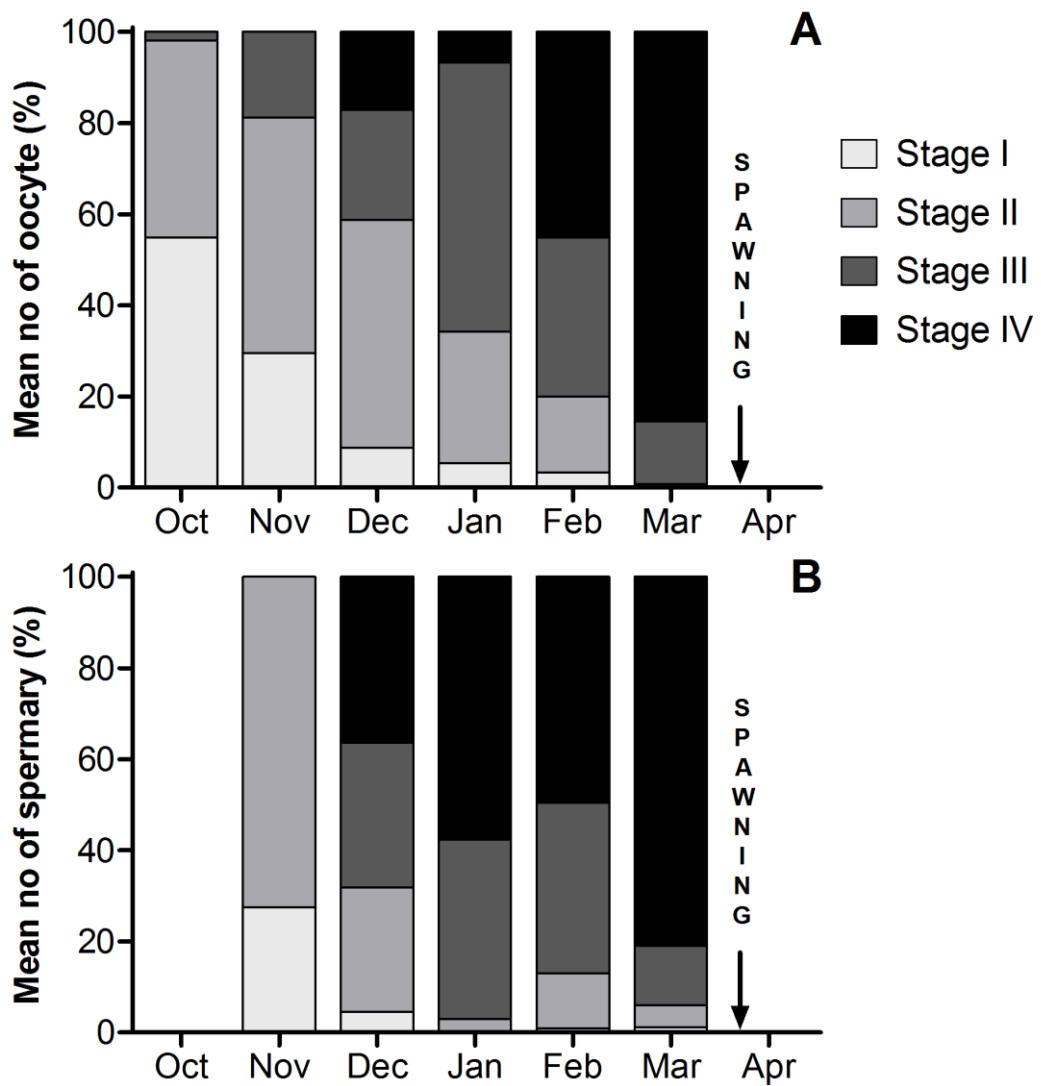 A
Mean no of oocyte (%)
100
80
60
40
20
0
Oct Nov Dec Jan Feb Mar Apr
SPAWNING
Stage I
Stage II
Stage III
Stage IV
B
Mean no of spermary (%)
100
80
60
40
20
0
Oct Nov Dec Jan Feb Mar Apr
SPAWNING